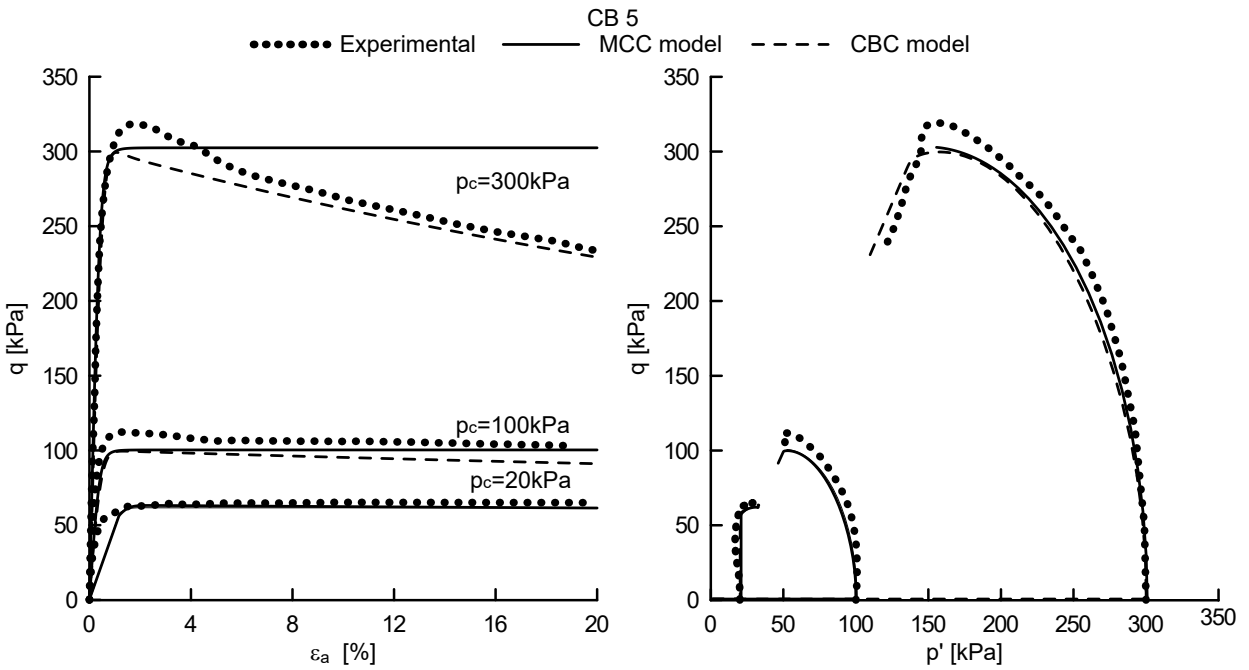 CB 5
Experimental MCC model CBC model
350
300
250
200
150
100
50
0
q [kPa]
pc=300kPa
pc=100kPa
pc=20kPa
0 4 8 12 16 20
εa [%]
350
300
250
200
150
100
50
0
q [kPa]
0 50 100 150 200 250 300 350
p' [kPa]